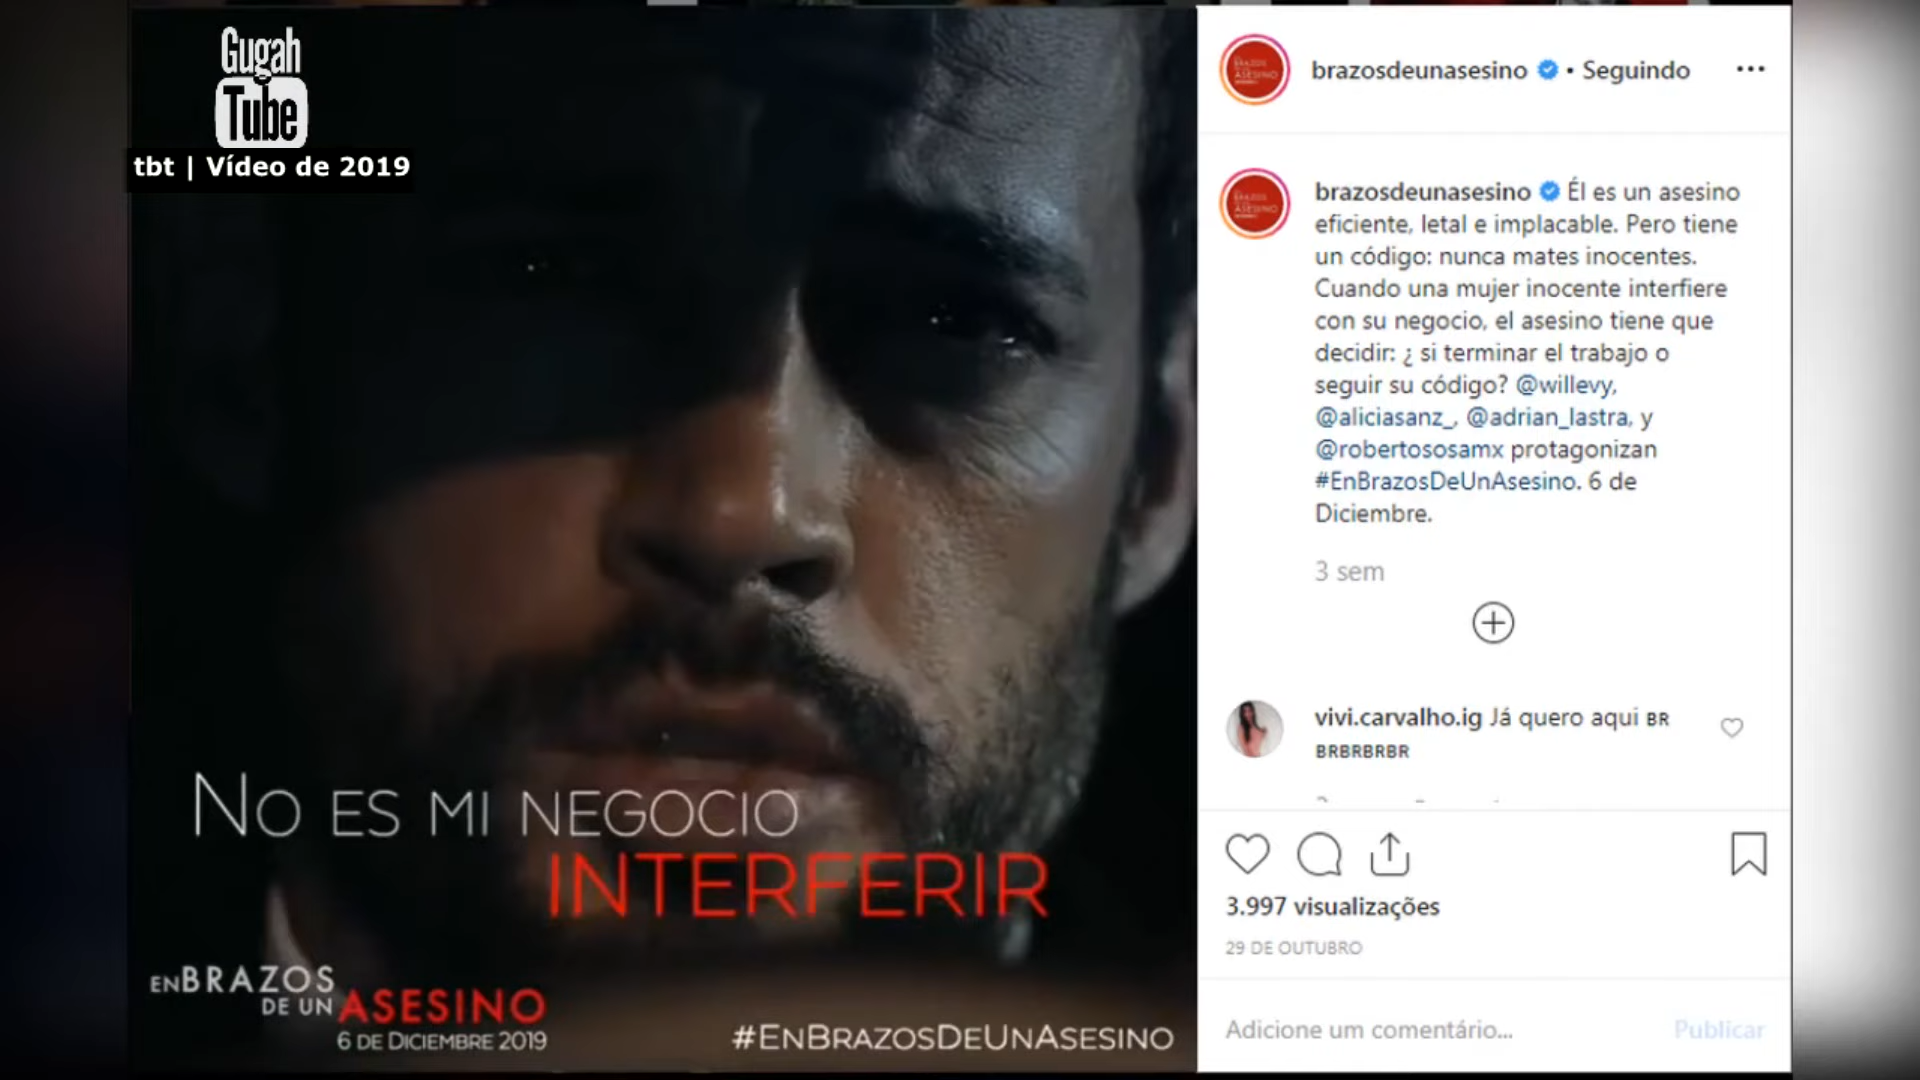 Gugah
Tube
tbt | Vídeo de 2019
No es mi negocio
INTERFERIR
EN BRAZOS
DE UN ASESINO
6 DE DICIEMBRE 2019
#EnBrazosDeUnAsesino
brazosdeunasesino • Seguindo
brazosdeunasesino Él es un asesino
eficiente, letal e implacable. Pero tiene
un código: nunca mates inocentes.
Cuando una mujer inocente interfiere
con su negocio, el asesino tiene que
decidir: ¿ si terminar el trabajo o
seguir su código? @willevy,
@aliciasanz_, @adrian_lastra, y
@robertososamx protagonizan
#EnBrazosDeUnAsesino. 6 de
Diciembre.
3 sem
vivi.carvalho.ig Já quero aqui BR
BRBRBRBR
3.997 visualizações
29 DE OUTUBRO
Adicione um comentário...
Publicar